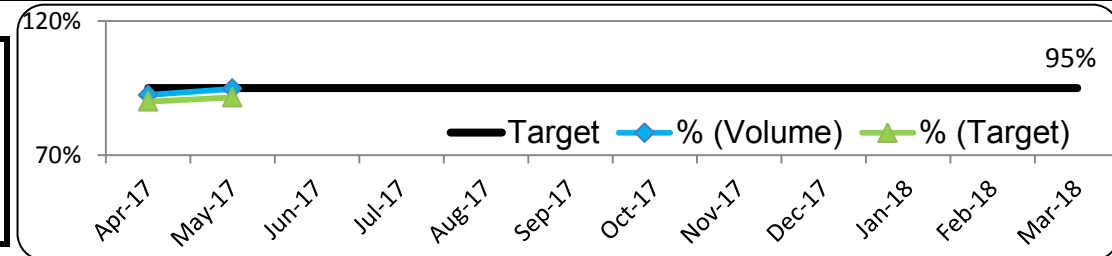 120%
95%
Target % (Volume) % (Target)
70%
Apr-17 May-17 Jun-17 Jul-17 Aug-17 Sep-17 Oct-17 Nov-17 Dec-17 Jan-18 Feb-18 Mar-18